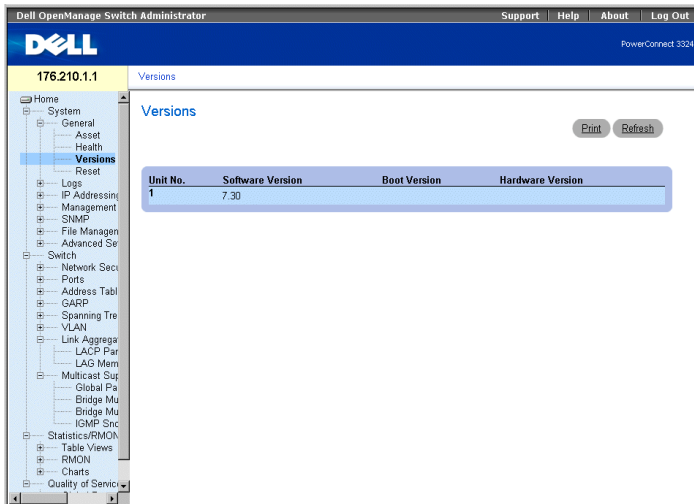 Dell OpenManage Switch Administrator
Support | Help | About | Log Out
DELL
PowerConnect 3324
176.210.1.1
Versions
Home
System
General
Asset
Health
Versions
Reset
Logs
IP Addressing
Management
SNMP
File Managen
Advanced Se
Switch
Network Secu
Ports
Address Tabl
GARP
Spanning Tre
VLAN
Link Aggrega
LACP Par
LAG Mem
Multicast Sup
Global Pa
Bridge Mu
Bridge Mu
IGMP Sno
Statistics/RMON
Table Views
RMON
Charts
Quality of Service
Versions
Print
Refresh
Unit No. Software Version Boot Version Hardware Version
1 7.30